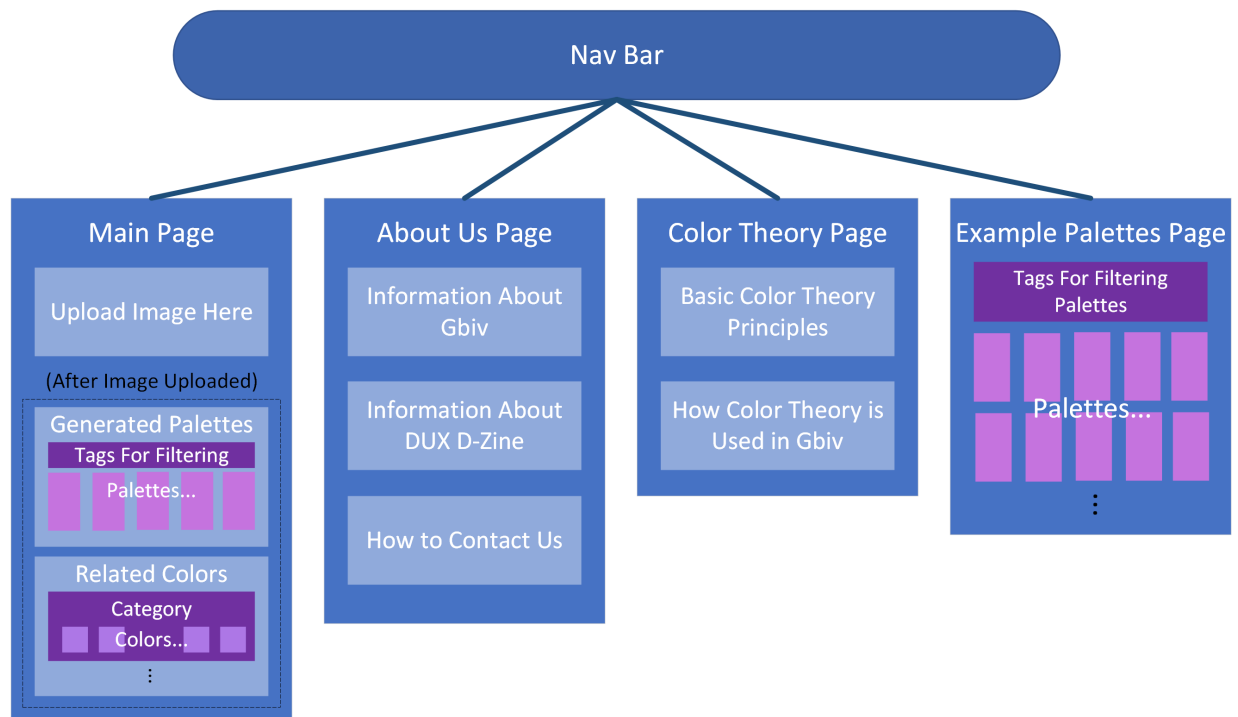 Nav Bar
Main Page
Upload Image Here
(After Image Uploaded)
Generated Palettes
Tags For Filtering
Palettes...
Related Colors
Category
Colors...
⋮
About Us Page
Information About
Gbiv
Information About
DUX D-Zine
How to Contact Us
Color Theory Page
Basic Color Theory
Principles
How Color Theory is
Used in Gbiv
Example Palettes Page
Tags For Filtering
Palettes
Palettes...
⋮